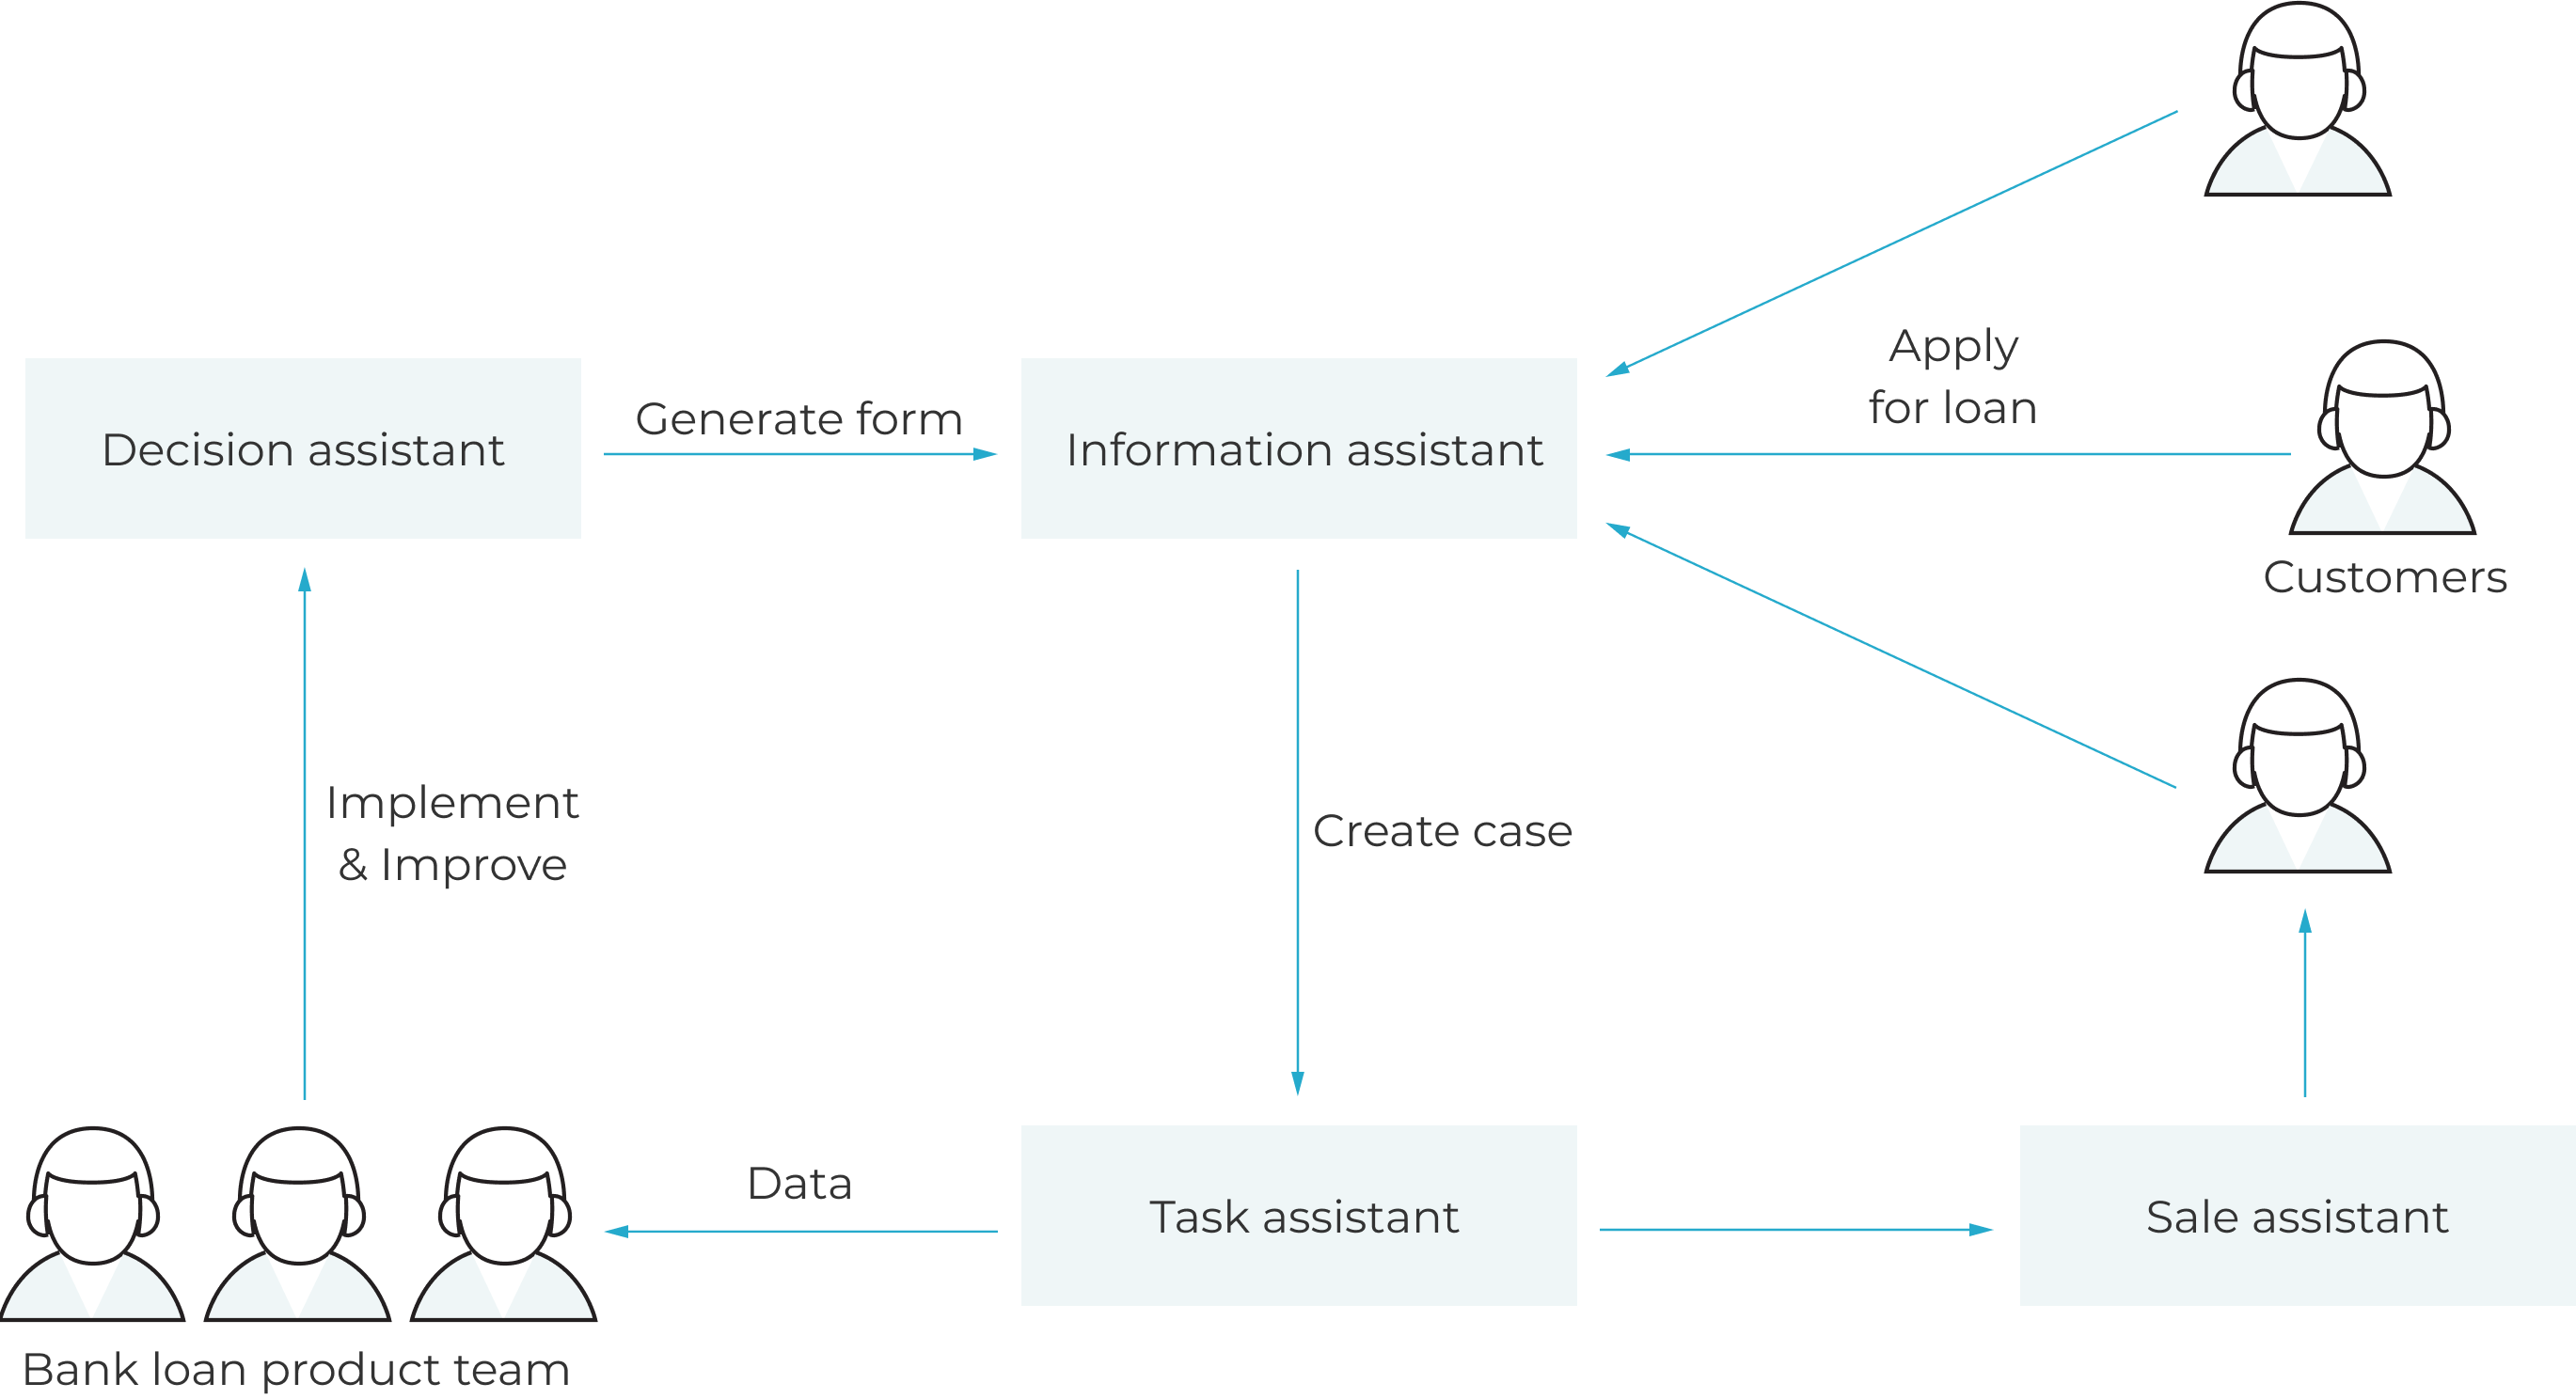 Apply
for loan
Decision assistant
Generate form
Information assistant
Customers
Implement
& Improve
Create case
Data
Task assistant
Sale assistant
Bank loan product team